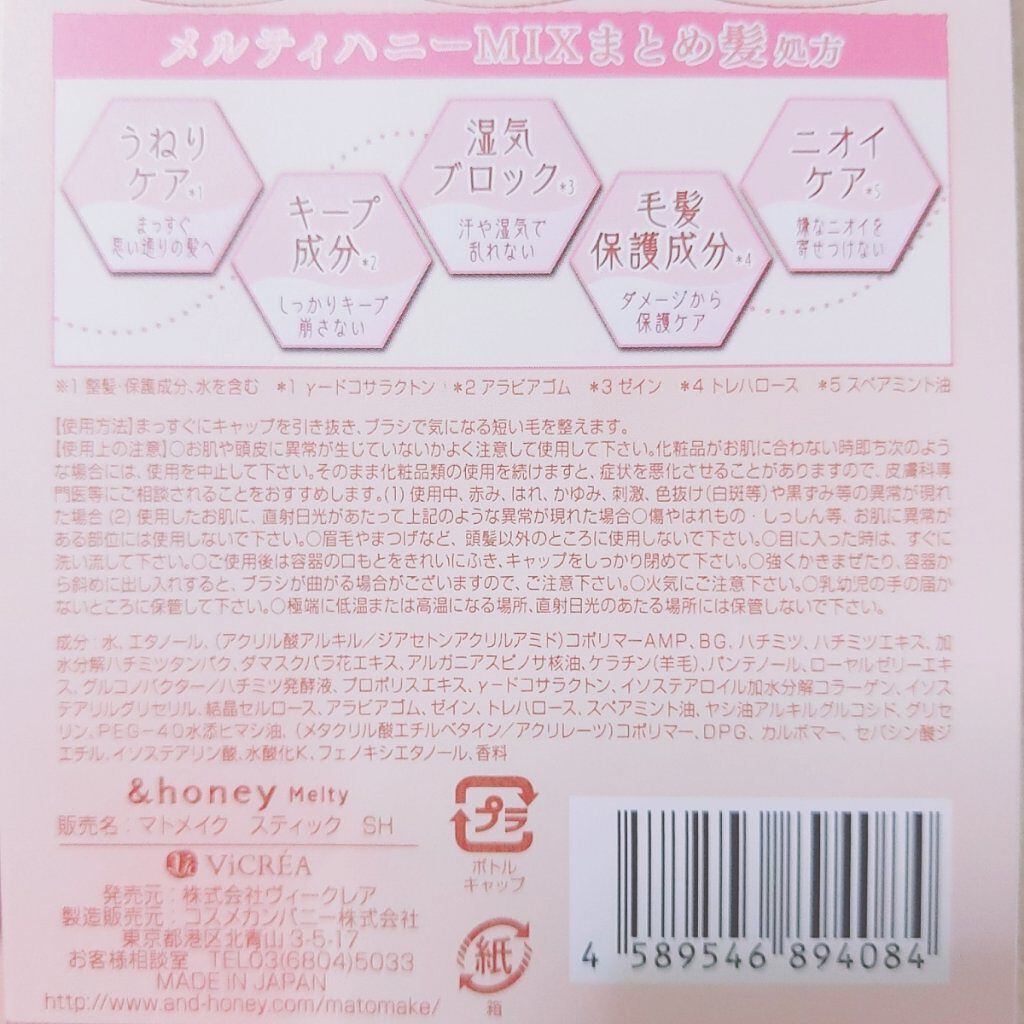 メルティハニーMIXまとめ髪処方
うねり
ケア*1
まっすぐ
思い通りの髪へ
キープ
成分*2
しっかりキープ
崩さない
湿気
ブロック*3
汗や湿気で
乱れない
毛髪
保護成分*4
ダメージから
保護ケア
ニオイ
ケア*5
嫌なニオイを
寄せつけない
※1 整髪・保護成分、水を含む *1 γ-ドコサラクトン *2 アラビアゴム *3 ゼイン *4 トレハロース *5 スペアミント油
【使用方法】まっすぐにキャップを引き抜き、ブラシで気になる短い毛を整えます。
【使用上の注意】○お肌や頭皮に異常が生じていないかよく注意して使用して下さい。化粧品がお肌に合わない時即ち次のよう
な場合には、使用を中止して下さい。そのまま化粧品類の使用を続けますと、症状を悪化させることがありますので、皮膚科専
門医等にご相談されることをおすすめします。(1) 使用中、赤み、はれ、かゆみ、刺激、色抜け(白斑等)や黒ずみ等の異常が現れ
た場合 (2) 使用したお肌に、直射日光があたって上記のような異常が現れた場合○傷やはれもの・しっしん等、お肌に異常が
ある部位には使用しないで下さい。○眉毛やまつげなど、頭髪以外のところに使用しないで下さい。○目に入った時は、すぐに
洗い流して下さい。○ご使用後は容器の口もとをきれいにふき、キャップをしっかり閉めて下さい。○強くかきまぜたり、容器か
ら斜めに出し入れすると、ブラシが曲がる場合がございますので、ご注意下さい。○火気にご注意下さい。○乳幼児の手の届か
ないところに保管して下さい。○極端に低温または高温になる場所、直射日光のあたる場所には保管しないで下さい。
成分:水、エタノール、(アクリル酸アルキル/ジアセトンアクリルアミド)コポリマーAMP、BG、ハチミツ、ハチミツエキス、加
水分解ハチミツタンパク、ダマスクバラ花エキス、アルガニアスピノサ核油、ケラチン(羊毛)、パンテノール、ローヤルゼリーエキ
ス、グルコノバクター/ハチミツ発酵液、プロポリスエキス、γ-ドコサラクトン、イソステアロイル加水分解コラーゲン、イソス
テアリルグリセリル、結晶セルロース、アラビアゴム、ゼイン、トレハロース、スペアミント油、ヤシ油アルキルグルコシド、グリセ
リン、PEG-40水添ヒマシ油、(メタクリル酸エチルベタイン/アクリレーツ)コポリマー、DPG、カルボマー、セバシン酸ジ
エチル、イソステアリン酸、水酸化K、フェノキシエタノール、香料
&honey Melty
販売名:マトメイク スティック SH
ViCRÉA
発売元:株式会社ヴィークレア
製造販売元:コスメカンパニー株式会社
東京都港区北青山3-5-17
お客様相談室 TEL03(6804)5033
MADE IN JAPAN
http://www.and-honey.com/matomake/
プラ
ボトル
キャップ
紙
箱
4 589546 894084